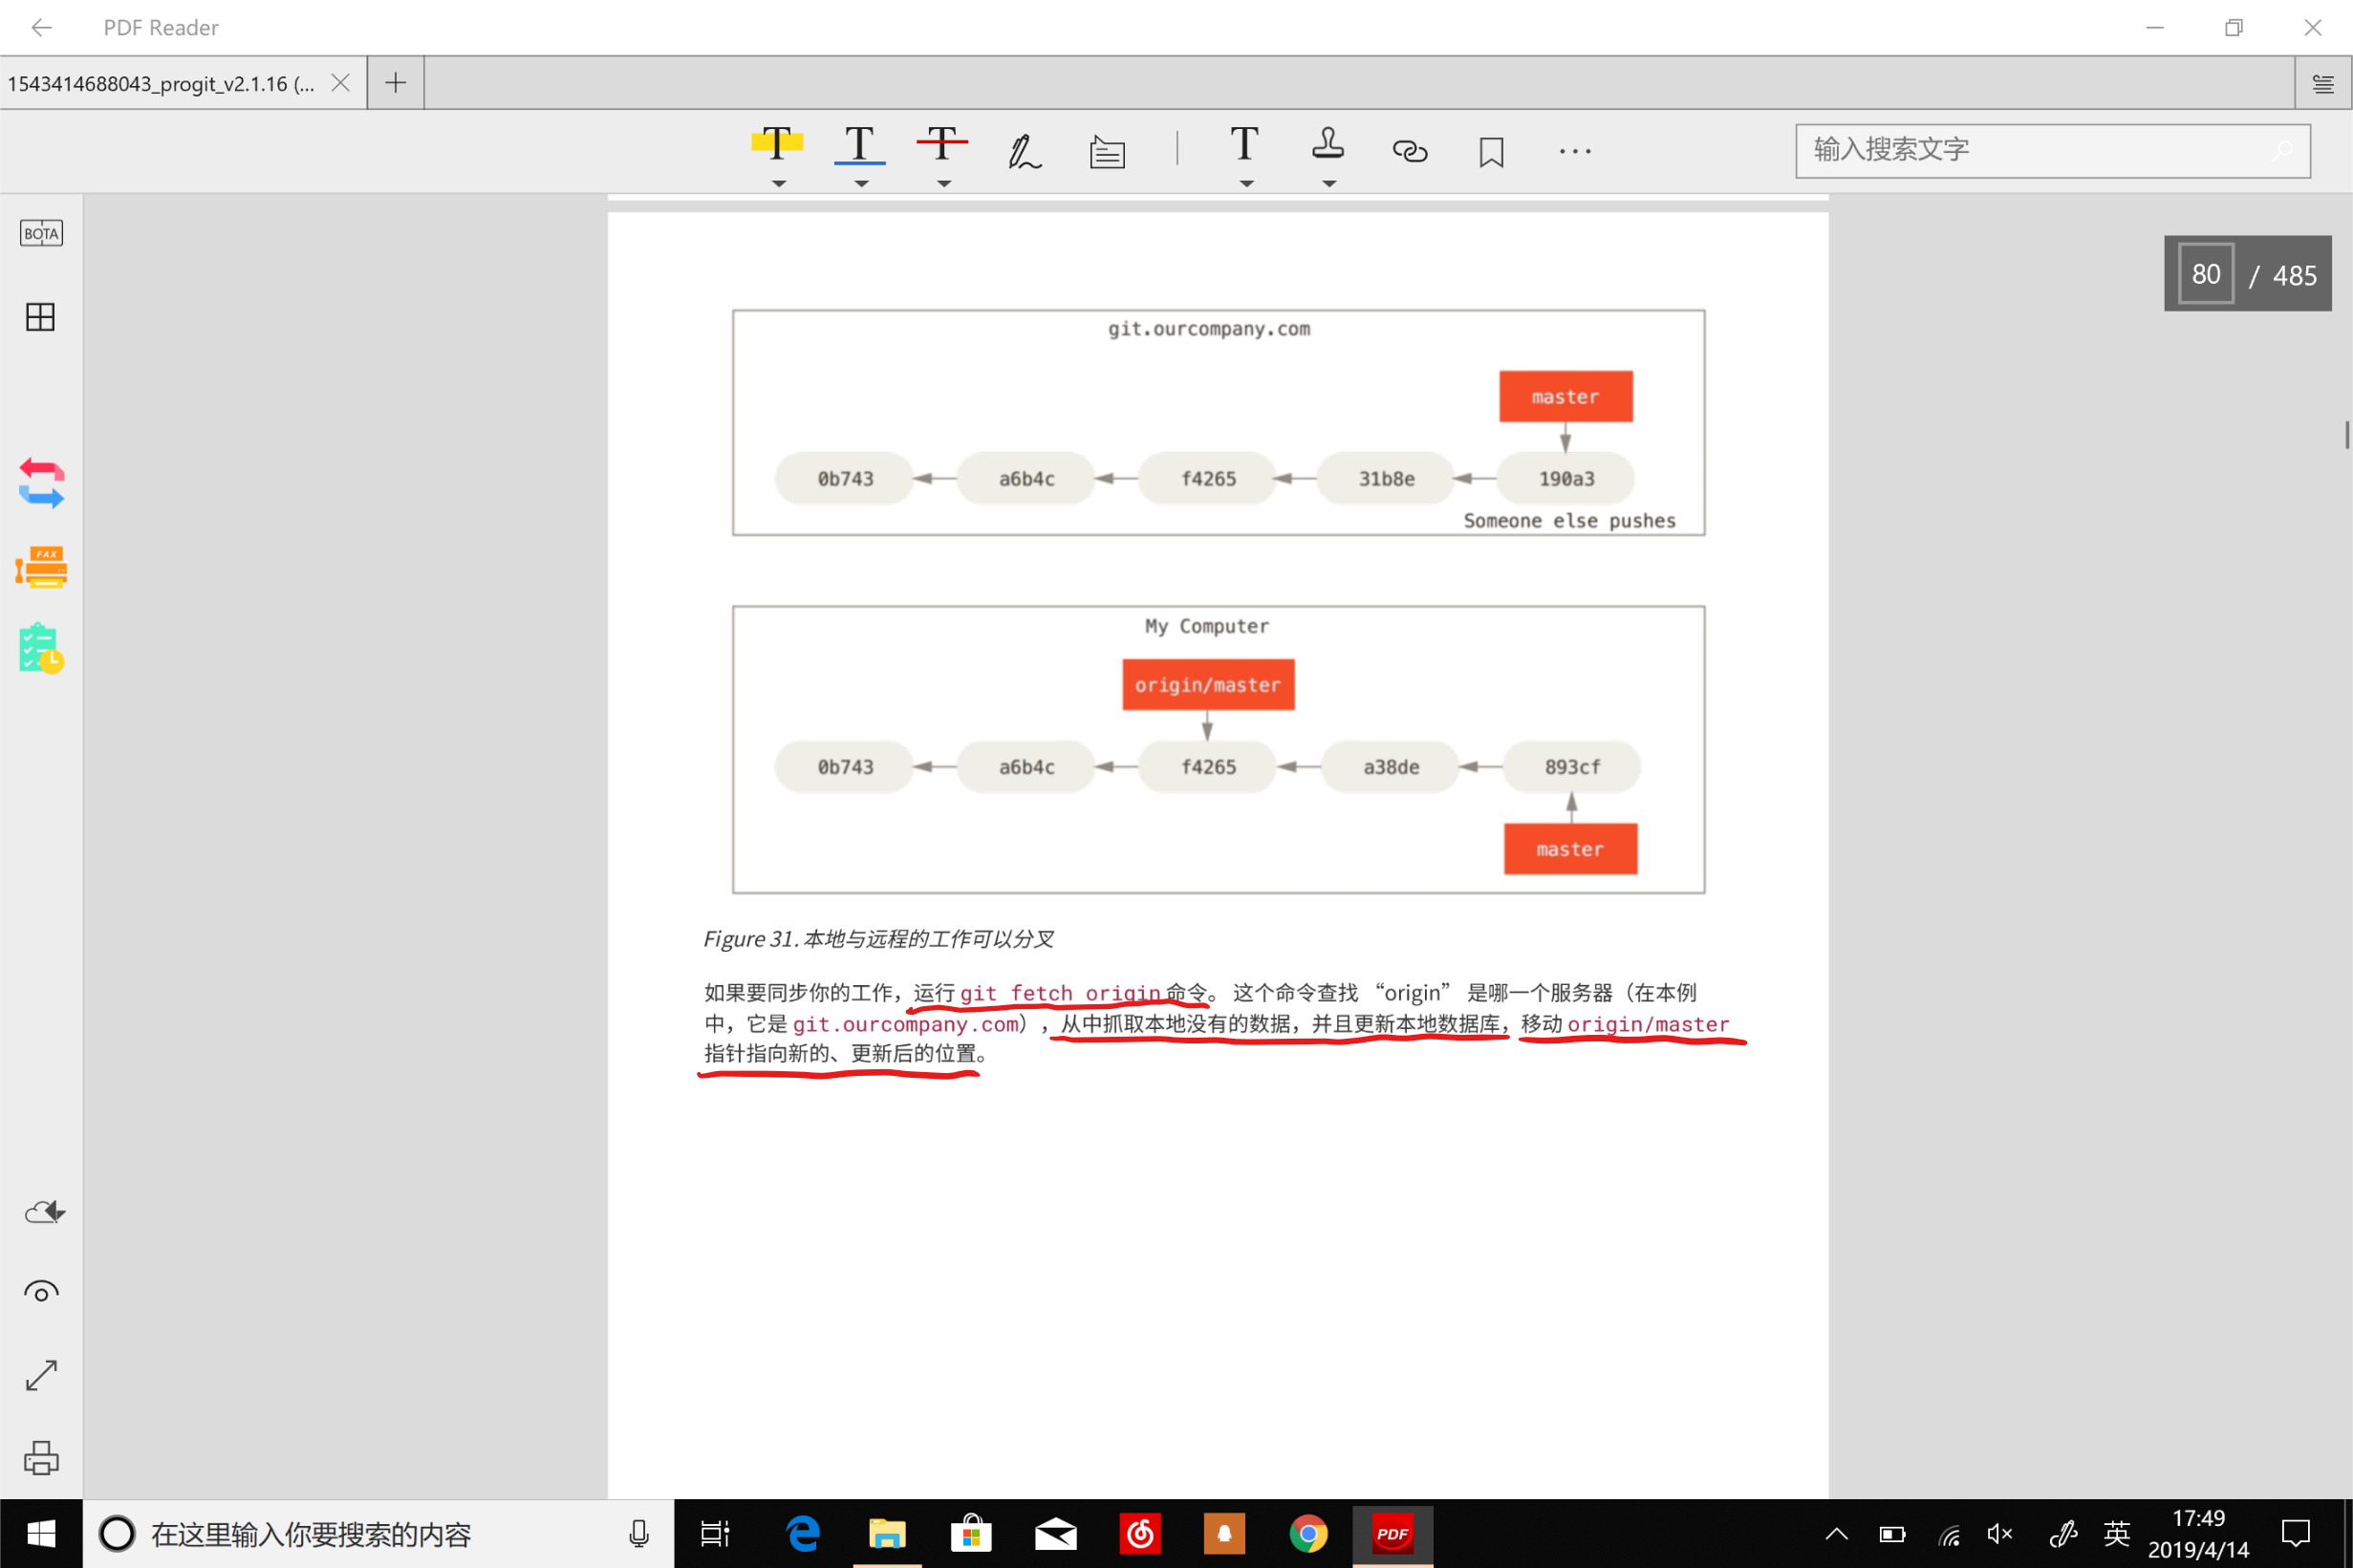 PDF Reader
1543414688043_progit_v2.1.16 (...
T T T T
输入搜索文字
BOTA
80 / 485
FAX
git.ourcompany.com
master
0b743 a6b4c f4265 31b8e 190a3
Someone else pushes
My Computer
origin/master
0b743 a6b4c f4265 a38de 893cf
master
Figure 31. 本地与远程的工作可以分叉
如果要同步你的工作，运行 git fetch origin 命令。 这个命令查找 “origin” 是哪一个服务器（在本例
中，它是 git.ourcompany.com），从中抓取本地没有的数据，并且更新本地数据库，移动 origin/master
指针指向新的、更新后的位置。
在这里输入你要搜索的内容
PDF
英
17:49
2019/4/14